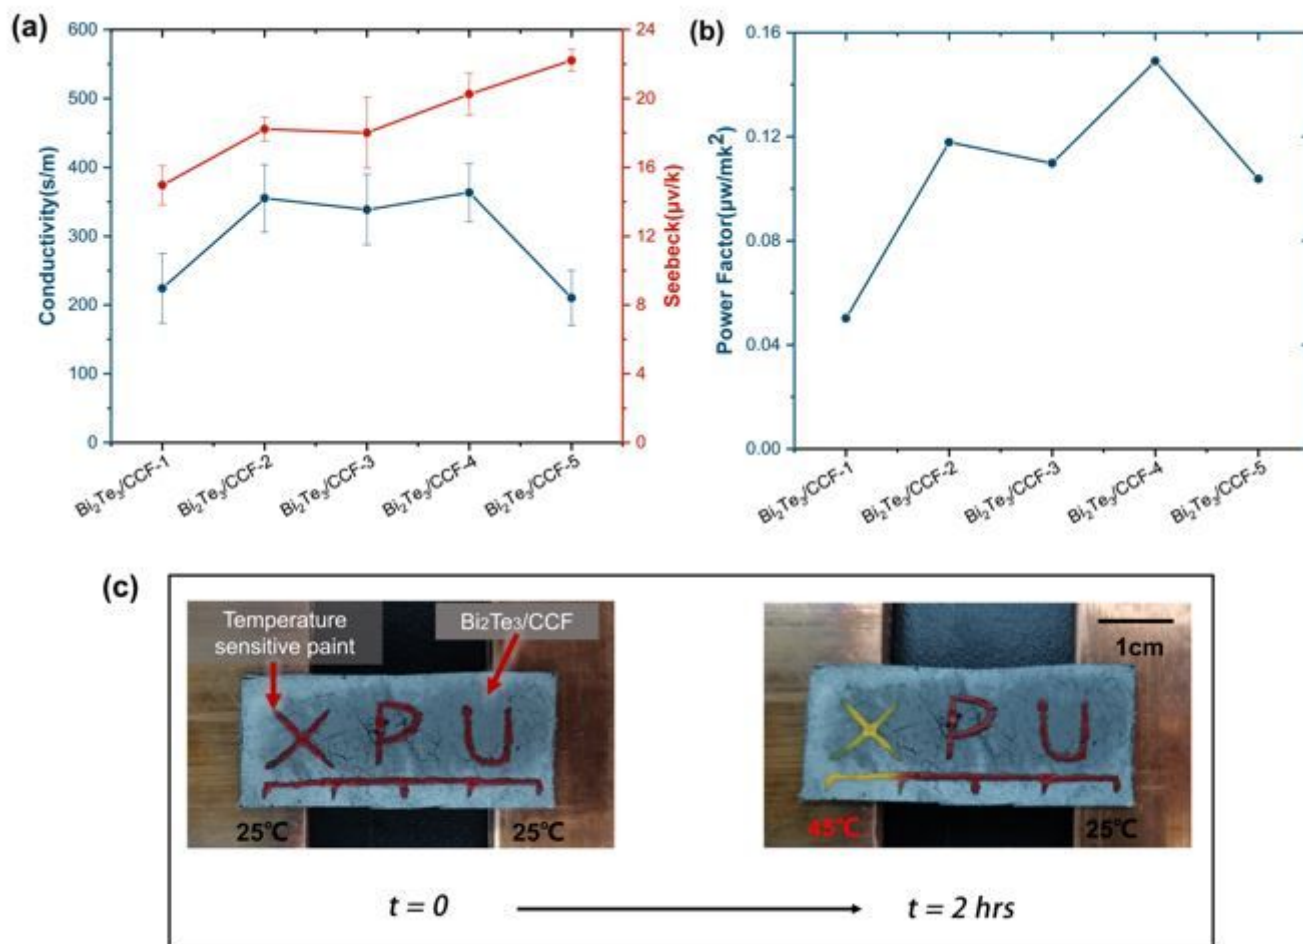 (a)
600
500
400
300
200
100
0
Conductivity(s/m)
24
20
16
12
8
4
0
Seebeck(μv/k)
Bi₂Te₃/CCF-1
Bi₂Te₃/CCF-2
Bi₂Te₃/CCF-3
Bi₂Te₃/CCF-4
Bi₂Te₃/CCF-5
(b)
0.16
0.12
0.08
0.04
0.00
Power Factor(μw/mk²)
Bi₂Te₃/CCF-1
Bi₂Te₃/CCF-2
Bi₂Te₃/CCF-3
Bi₂Te₃/CCF-4
Bi₂Te₃/CCF-5
(c)
Temperature
sensitive paint
Bi₂Te₃/CCF
X P U
25℃ 25℃
1cm
X P U
45℃ 25℃
t = 0
t = 2 hrs